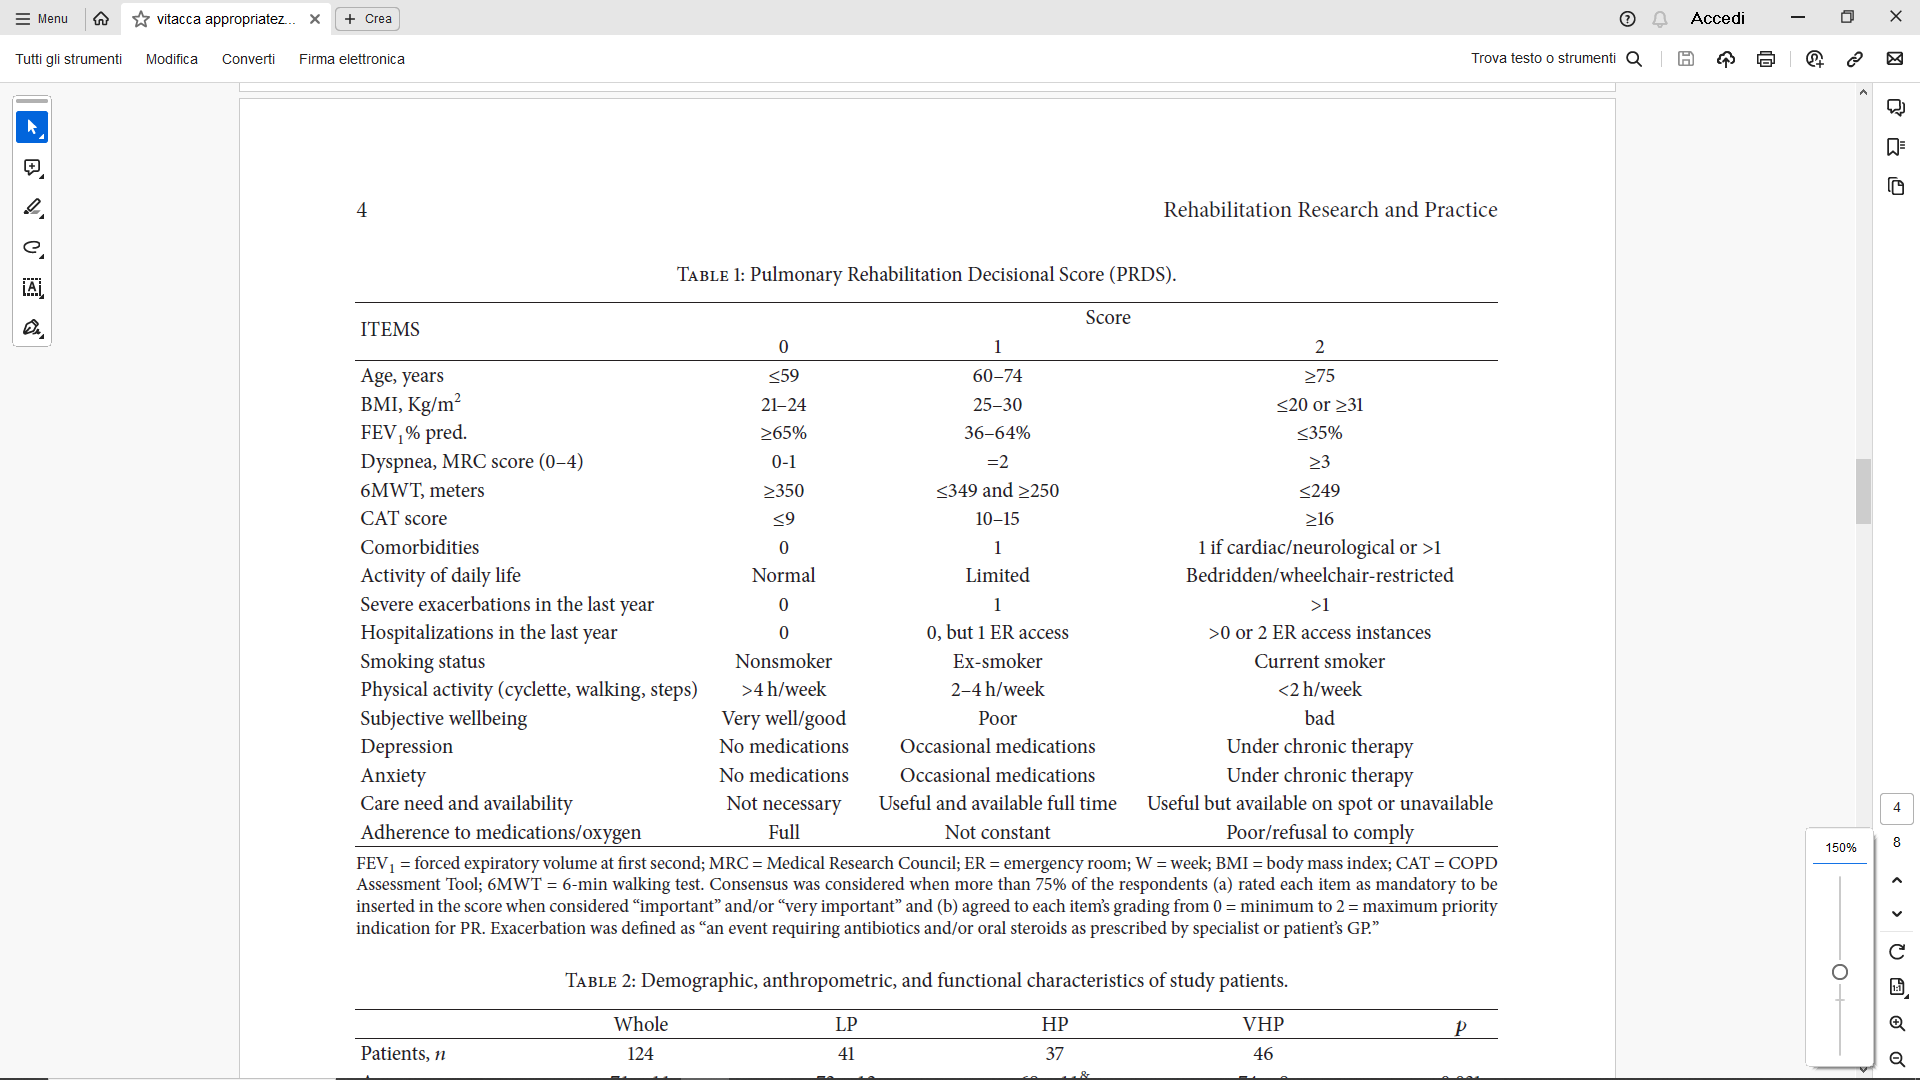 Menu
vitacca appropriatez...
Crea
Accedi
Tutti gli strumenti Modifica Converti Firma elettronica
Trova testo o strumenti
4 Rehabilitation Research and Practice
Table 1: Pulmonary Rehabilitation Decisional Score (PRDS).
ITEMS Score
0 1 2
Age, years ≤59 60–74 ≥75
BMI, Kg/m² 21–24 25–30 ≤20 or ≥31
FEV₁% pred. ≥65% 36–64% ≤35%
Dyspnea, MRC score (0–4) 0-1 =2 ≥3
6MWT, meters ≥350 ≤349 and ≥250 ≤249
CAT score ≤9 10–15 ≥16
Comorbidities 0 1 1 if cardiac/neurological or >1
Activity of daily life Normal Limited Bedridden/wheelchair-restricted
Severe exacerbations in the last year 0 1 >1
Hospitalizations in the last year 0 0, but 1 ER access >0 or 2 ER access instances
Smoking status Nonsmoker Ex-smoker Current smoker
Physical activity (cyclette, walking, steps) >4 h/week 2–4 h/week <2 h/week
Subjective wellbeing Very well/good Poor bad
Depression No medications Occasional medications Under chronic therapy
Anxiety No medications Occasional medications Under chronic therapy
Care need and availability Not necessary Useful and available full time Useful but available on spot or unavailable
Adherence to medications/oxygen Full Not constant Poor/refusal to comply
FEV₁ = forced expiratory volume at first second; MRC = Medical Research Council; ER = emergency room; W = week; BMI = body mass index; CAT = COPD
Assessment Tool; 6MWT = 6-min walking test. Consensus was considered when more than 75% of the respondents (a) rated each item as mandatory to be
inserted in the score when considered “important” and/or “very important” and (b) agreed to each item’s grading from 0 = minimum to 2 = maximum priority
indication for PR. Exacerbation was defined as “an event requiring antibiotics and/or oral steroids as prescribed by specialist or patient’s GP.”
Table 2: Demographic, anthropometric, and functional characteristics of study patients.
Whole LP HP VHP p
Patients, n 124 41 37 46
4
8
150%